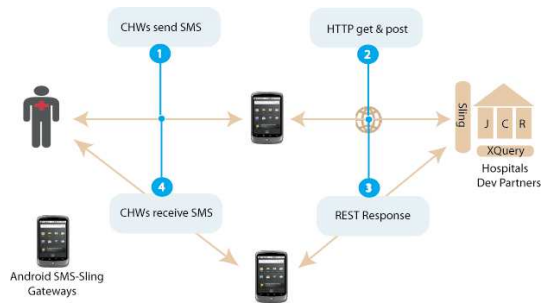 CHWs send SMS
HTTP get & post
1
2
Sling
J C R
XQuery
Hospitals
Dev Partners
4
3
CHWs receive SMS
REST Response
Android SMS-Sling
Gateways